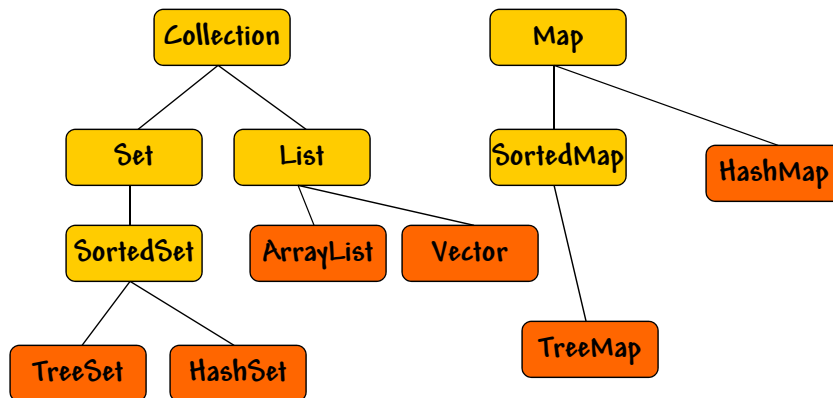 Collection
Map
Set
List
SortedMap
HashMap
SortedSet
ArrayList
Vector
TreeSet
HashSet
TreeMap